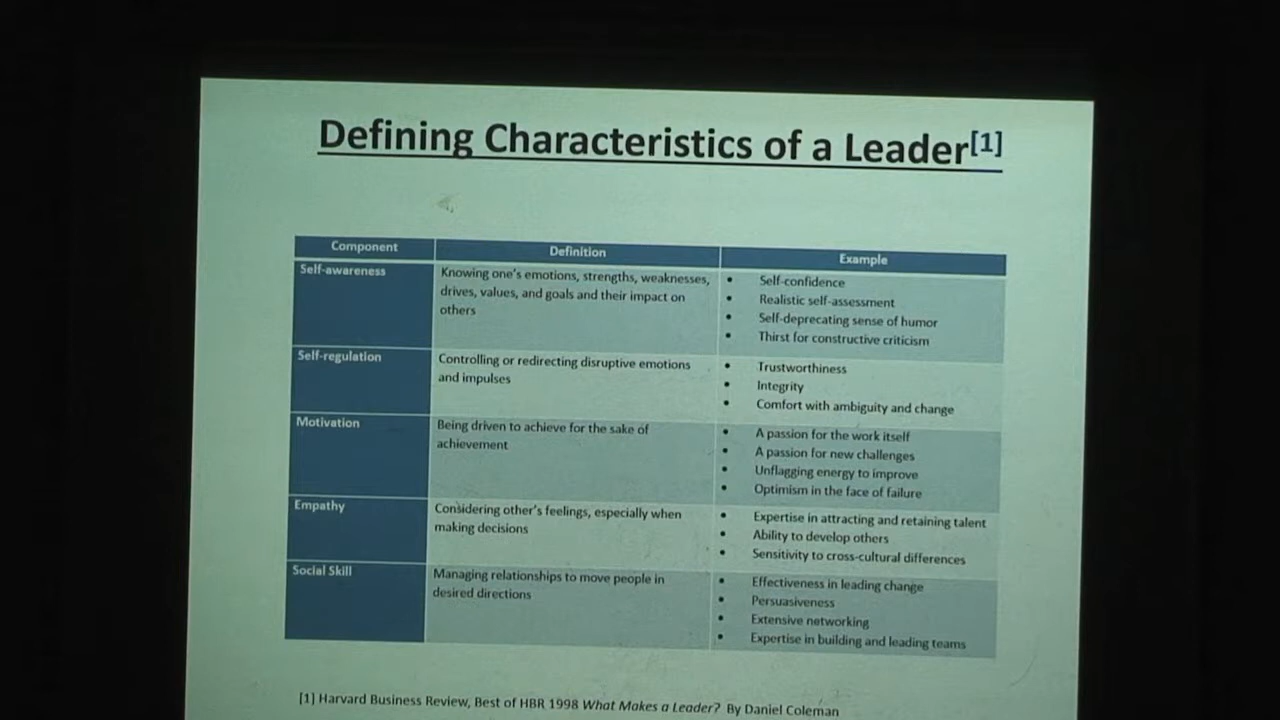 Defining Characteristics of a Leader[1]
Component
Definition
Example
Self-awareness
Knowing one's emotions, strengths, weaknesses,
drives, values, and goals and their impact on
others
• Self-confidence
• Realistic self-assessment
• Self-deprecating sense of humor
• Thirst for constructive criticism
Self-regulation
Controlling or redirecting disruptive emotions
and impulses
• Trustworthiness
• Integrity
• Comfort with ambiguity and change
Motivation
Being driven to achieve for the sake of
achievement
• A passion for the work itself
• A passion for new challenges
• Unflagging energy to improve
• Optimism in the face of failure
Empathy
Considering other's feelings, especially when
making decisions
• Expertise in attracting and retaining talent
• Ability to develop others
• Sensitivity to cross-cultural differences
Social Skill
Managing relationships to move people in
desired directions
• Effectiveness in leading change
• Persuasiveness
• Extensive networking
• Expertise in building and leading teams
[1] Harvard Business Review, Best of HBR 1998 What Makes a Leader? By Daniel Coleman